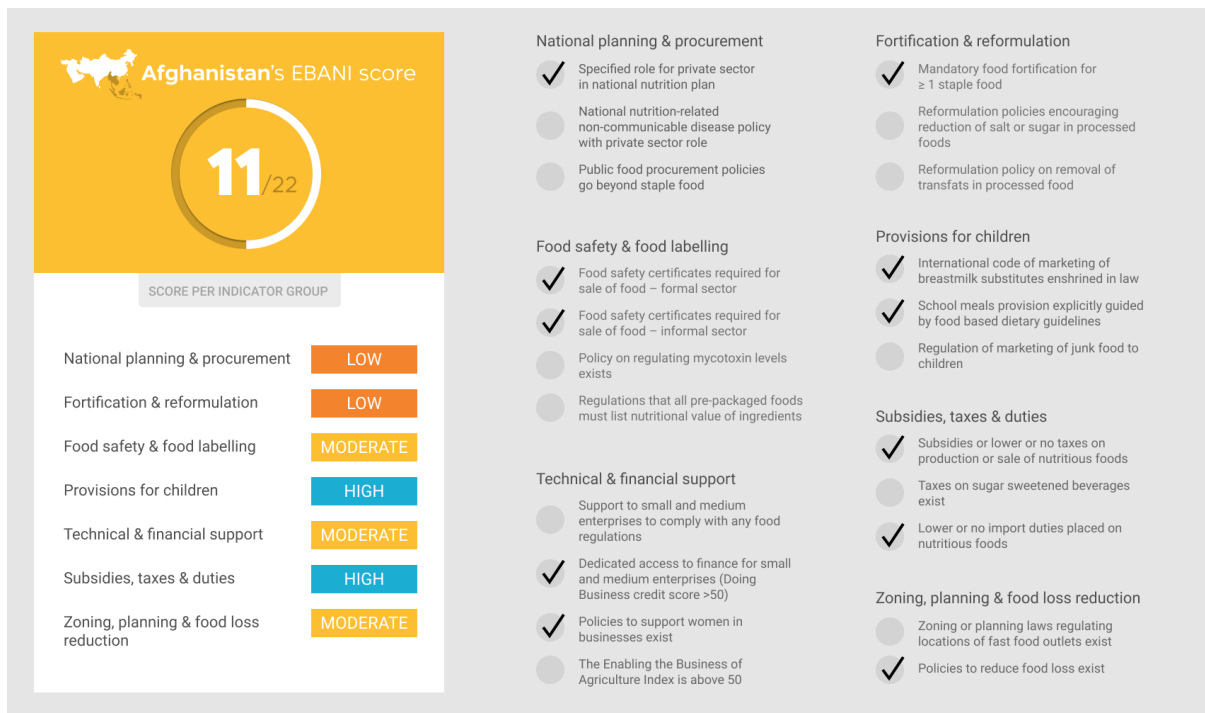 Afghanistan's EBANI score
11/22
SCORE PER INDICATOR GROUP
National planning & procurement LOW
Fortification & reformulation LOW
Food safety & food labelling MODERATE
Provisions for children HIGH
Technical & financial support MODERATE
Subsidies, taxes & duties HIGH
Zoning, planning & food loss
reduction MODERATE
National planning & procurement
Specified role for private sector
in national nutrition plan
National nutrition-related
non-communicable disease policy
with private sector role
Public food procurement policies
go beyond staple food
Food safety & food labelling
Food safety certificates required for
sale of food – formal sector
Food safety certificates required for
sale of food – informal sector
Policy on regulating mycotoxin levels
exists
Regulations that all pre-packaged foods
must list nutritional value of ingredients
Technical & financial support
Support to small and medium
enterprises to comply with any food
regulations
Dedicated access to finance for small
and medium enterprises (Doing
Business credit score >50)
Policies to support women in
businesses exist
The Enabling the Business of
Agriculture Index is above 50
Fortification & reformulation
Mandatory food fortification for
≥ 1 staple food
Reformulation policies encouraging
reduction of salt or sugar in processed
foods
Reformulation policy on removal of
transfats in processed food
Provisions for children
International code of marketing of
breastmilk substitutes enshrined in law
School meals provision explicitly guided
by food based dietary guidelines
Regulation of marketing of junk food to
children
Subsidies, taxes & duties
Subsidies or lower or no taxes on
production or sale of nutritious foods
Taxes on sugar sweetened beverages
exist
Lower or no import duties placed on
nutritious foods
Zoning, planning & food loss reduction
Zoning or planning laws regulating
locations of fast food outlets exist
Policies to reduce food loss exist